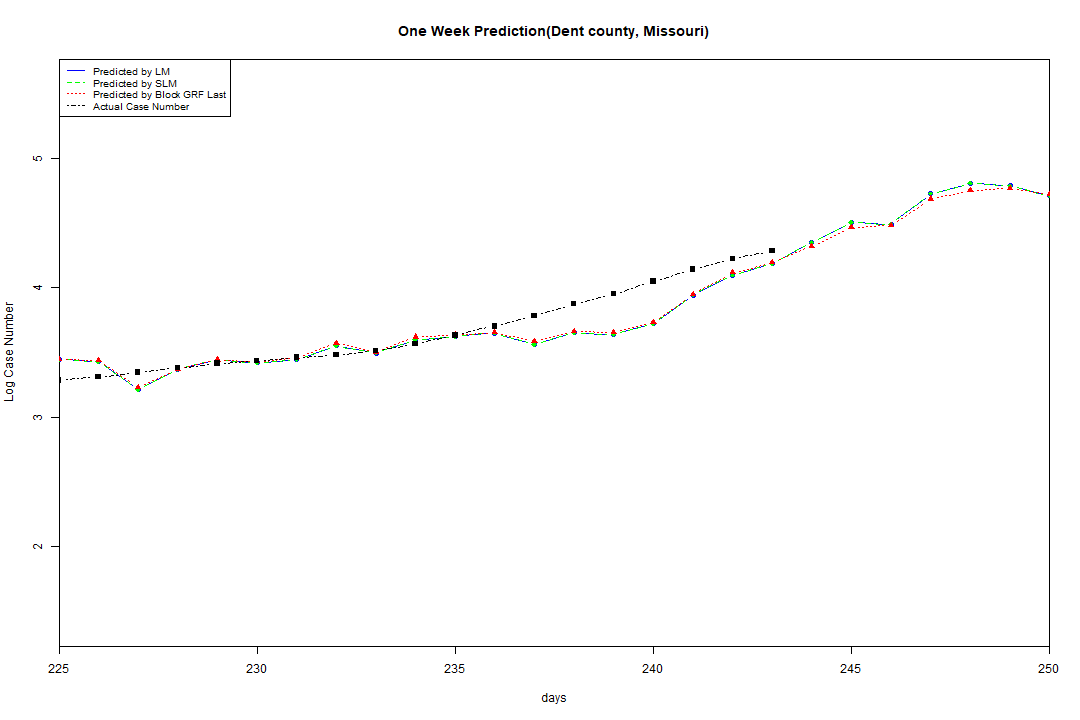 One Week Prediction(Dent county, Missouri)
Predicted by LM
Predicted by SLM
Predicted by Block GRF Last
Actual Case Number
5
4
3
2
Log Case Number
225 230 235 240 245 250
days